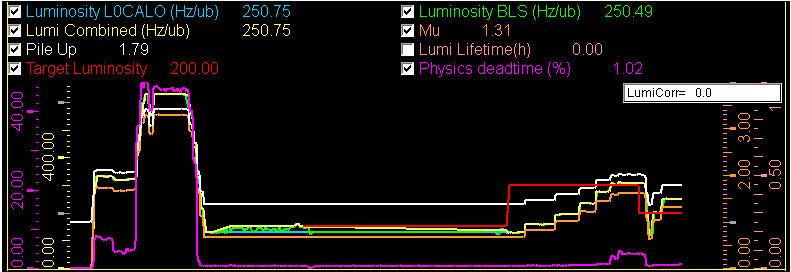 Luminosity L0CALO (Hz/ub) 250.75
Luminosity BLS (Hz/ub) 250.49
Lumi Combined (Hz/ub) 250.75
Mu 1.31
Pile Up 1.79
Lumi Lifetime(h) 0.00
Target Luminosity 200.00
Physics deadtime (%) 1.02
LumiCorr= 0.0
40.00
20.00
0.00
400.00
0.00
3.00
2.00
0.00
1
0.50
0.00